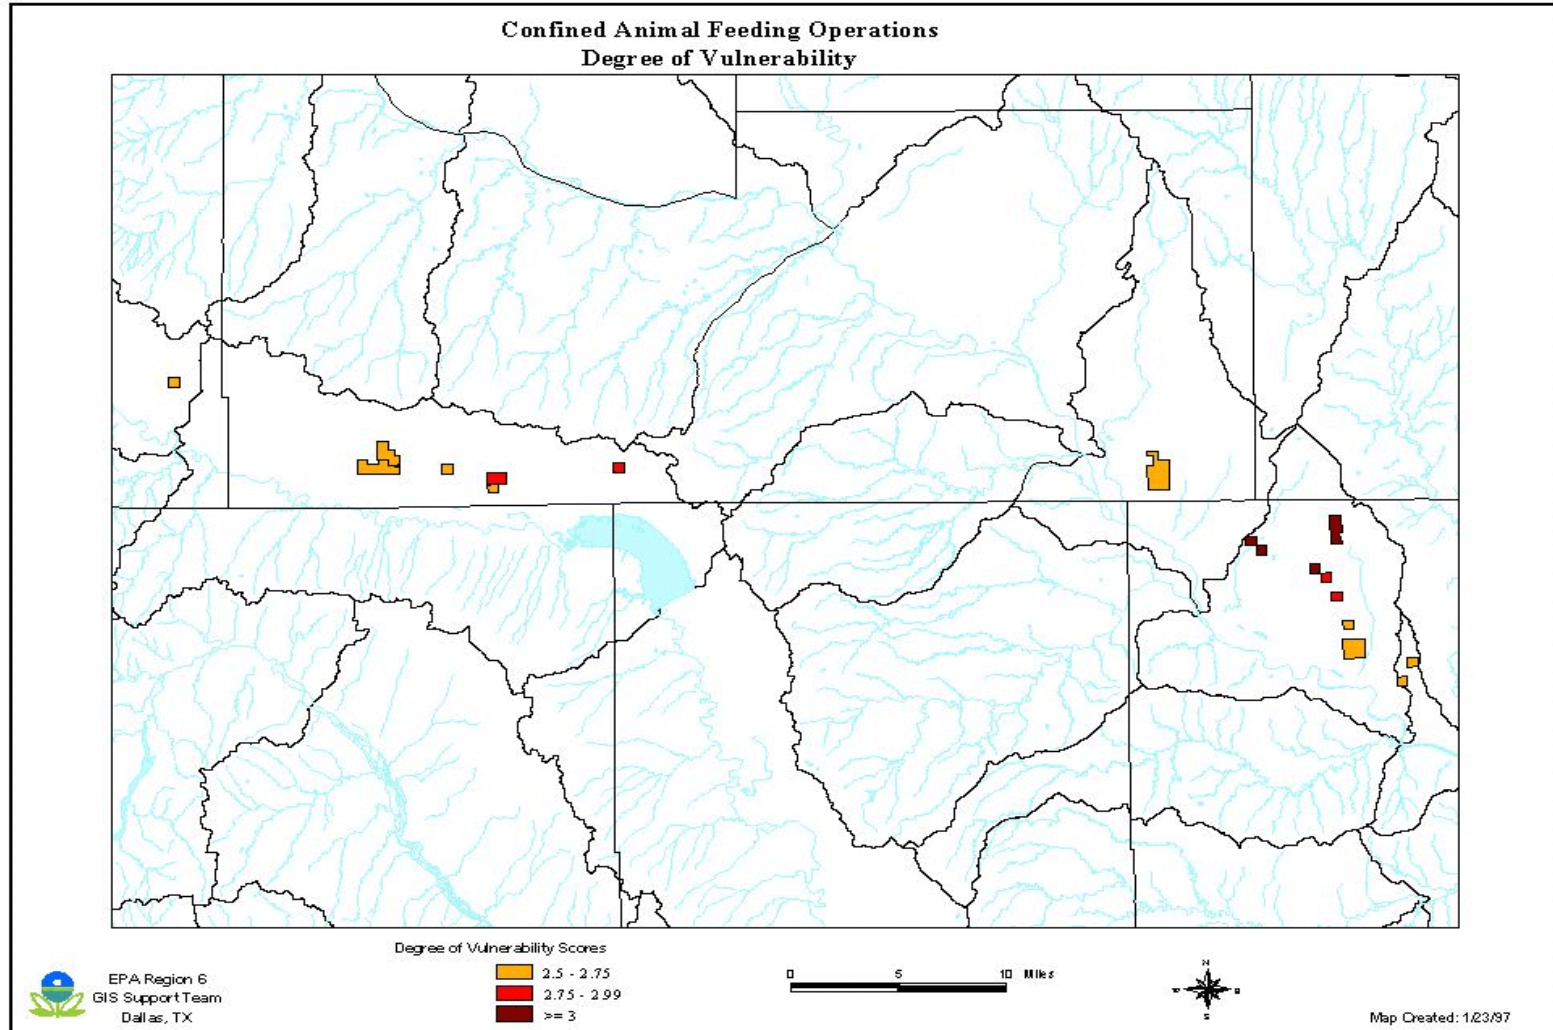 Confined Animal Feeding Operations
Degree of Vulnerability
Degree of Vulnerability Scores
2.5 - 2.75
2.75 - 2.99
>= 3
EPA Region 6
GIS Support Team
Dallas, TX
0 5 10 Miles
N
S
Map Created: 1/23/97